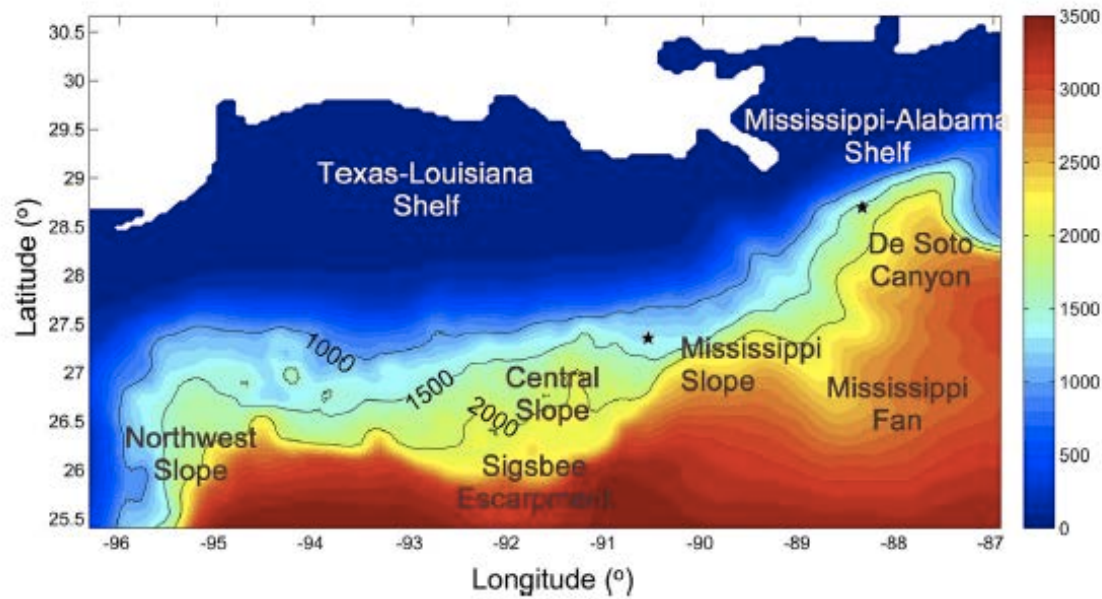 30.5
30
29.5
29
28.5
28
27.5
27
26.5
26
25.5
Latitude (º)
-96
-95
-94
-93
-92
-91
-90
-89
-88
-87
Longitude (º)
3500
3000
2500
2000
1500
1000
500
0
Texas-Louisiana
Shelf
Mississippi-Alabama
Shelf
De Soto
Canyon
Mississippi
Slope
Mississippi
Fan
Central
Slope
Northwest
Slope
Sigsbee
Escarpment
1000
1500
2000